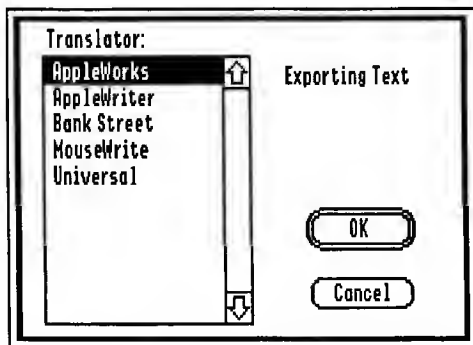 Translator:
AppleWorks
AppleWriter
Bank Street
MouseWrite
Universal
Exporting Text
OK
Cancel